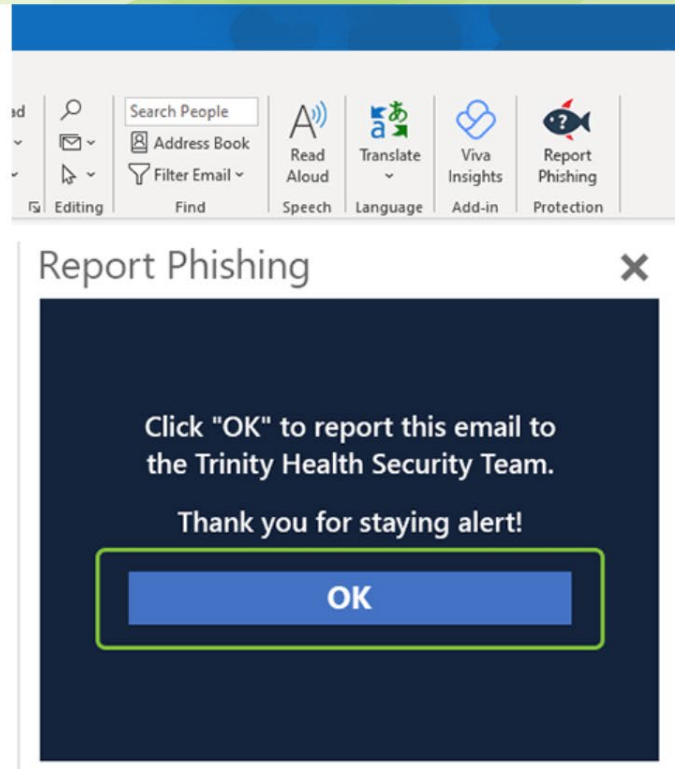 Search People
Address Book
Filter Email
Read
Aloud
Translate
Viva
Insights
Report
Phishing
Editing
Find
Speech
Language
Add-in
Protection
Report Phishing
Click "OK" to report this email to
the Trinity Health Security Team.
Thank you for staying alert!
OK